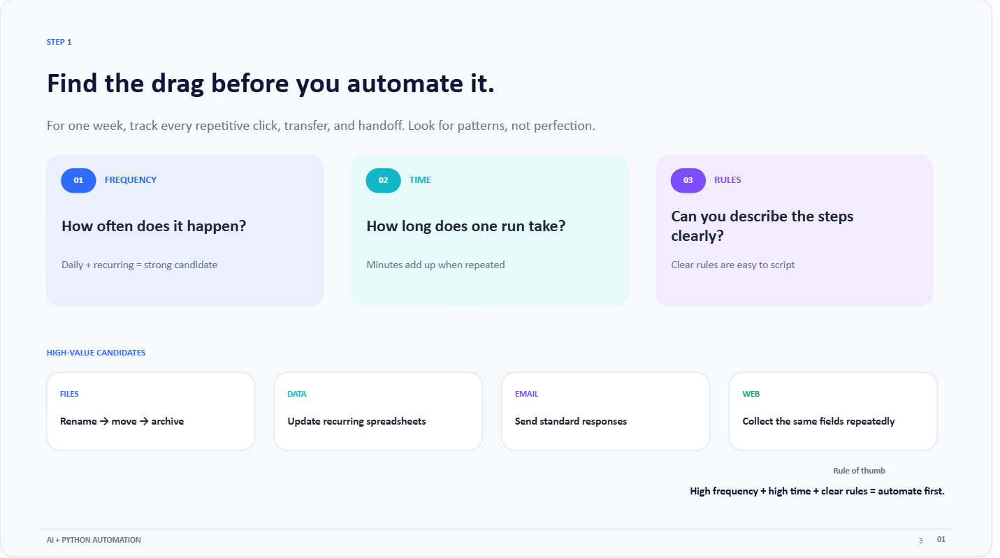 STEP 1
Find the drag before you automate it.
For one week, track every repetitive click, transfer, and handoff. Look for patterns, not perfection.
01 FREQUENCY
How often does it happen?
Daily + recurring = strong candidate
02 TIME
How long does one run take?
Minutes add up when repeated
03 RULES
Can you describe the steps
clearly?
Clear rules are easy to script
HIGH-VALUE CANDIDATES
FILES
Rename → move → archive
DATA
Update recurring spreadsheets
EMAIL
Send standard responses
WEB
Collect the same fields repeatedly
Rule of thumb
High frequency + high time + clear rules = automate first.
AI + PYTHON AUTOMATION
3 01